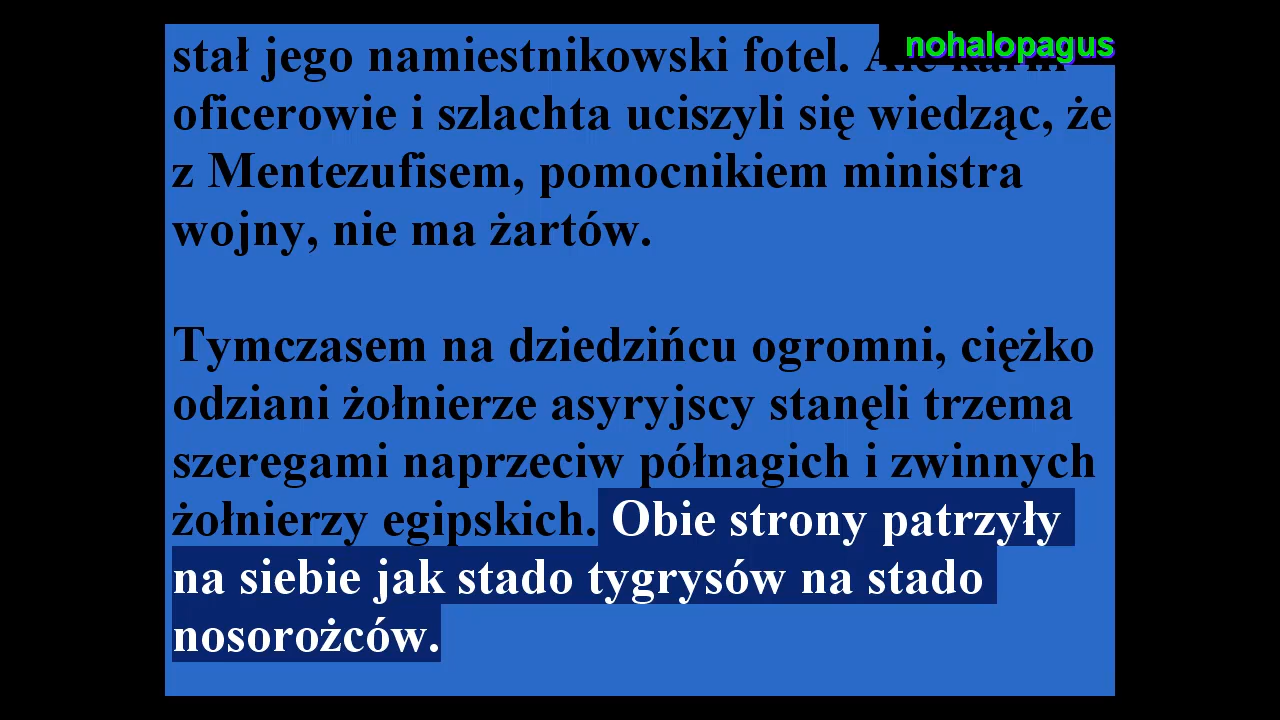 nohalopagus
stał jego namiestnikowski fotel.
oficerowie i szlachta uciszyli się wiedząc, że
z Mentezufisem, pomocnikiem ministra
wojny, nie ma żartów.
Tymczasem na dziedzińcu ogromni, ciężko
odziani żołnierze asyryjscy stanęli trzema
szeregami naprzeciw półnagich i zwinnych
żołnierzy egipskich. Obie strony patrzyły
na siebie jak stado tygrysów na stado
nosorożców.